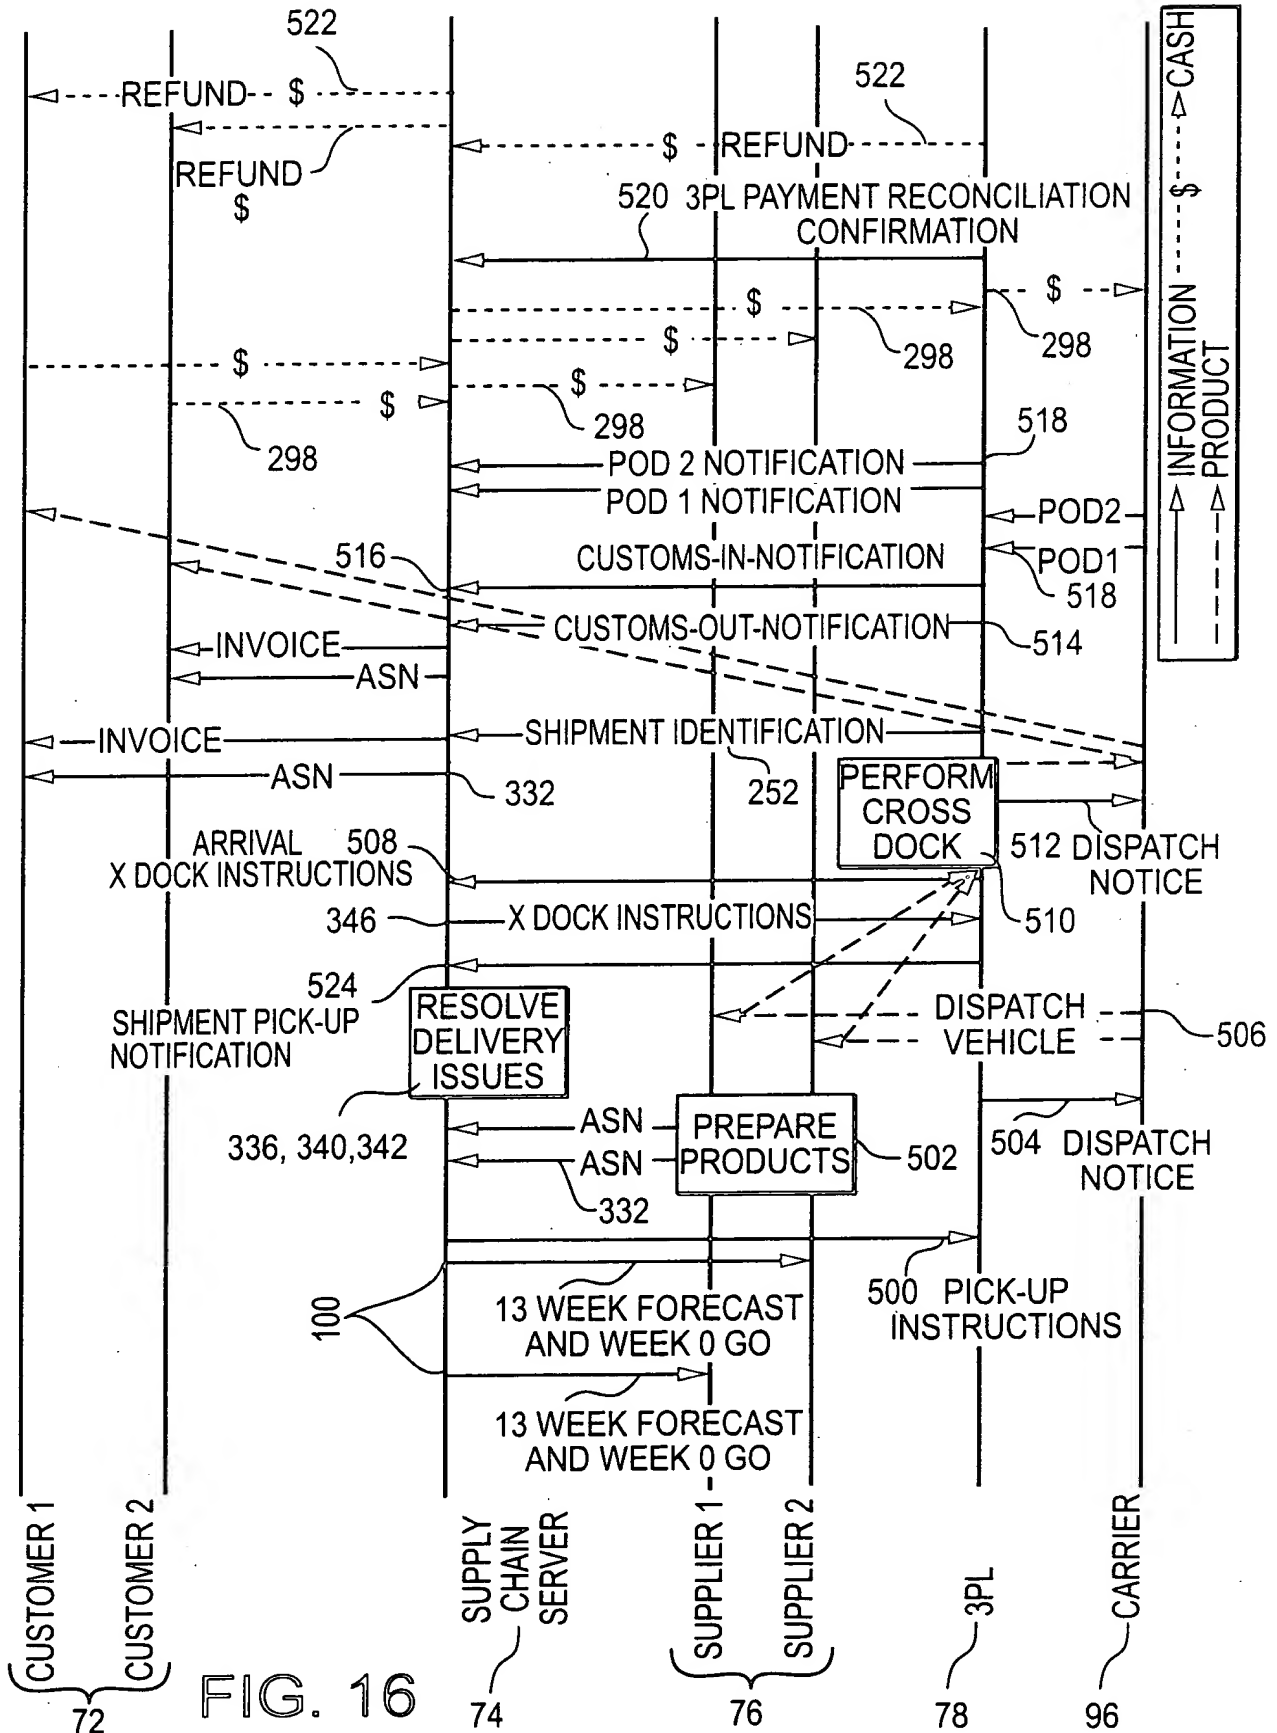 522
REFUND $
522
$ REFUND
REFUND
$
520 3PL PAYMENT RECONCILIATION
CONFIRMATION
$
$
298
298
$
$
$
$
298
298
518
POD 2 NOTIFICATION
POD 1 NOTIFICATION
POD2
POD1
518
516
CUSTOMS-IN-NOTIFICATION
CUSTOMS-OUT-NOTIFICATION
514
INVOICE
ASN
INVOICE
SHIPMENT IDENTIFICATION
252
ASN
332
PERFORM
CROSS
DOCK
512 DISPATCH
NOTICE
ARRIVAL 508
X DOCK INSTRUCTIONS
510
346
X DOCK INSTRUCTIONS
524
SHIPMENT PICK-UP
NOTIFICATION
RESOLVE
DELIVERY
ISSUES
336, 340,342
DISPATCH
VEHICLE
506
504 DISPATCH
NOTICE
ASN
ASN
332
PREPARE
PRODUCTS
502
500 PICK-UP
INSTRUCTIONS
100
13 WEEK FORECAST
AND WEEK 0 GO
13 WEEK FORECAST
AND WEEK 0 GO
INFORMATION $ CASH
PRODUCT
CUSTOMER 1
CUSTOMER 2
72
SUPPLY
CHAIN
SERVER
74
SUPPLIER 1
SUPPLIER 2
76
3PL
78
CARRIER
96
FIG. 16